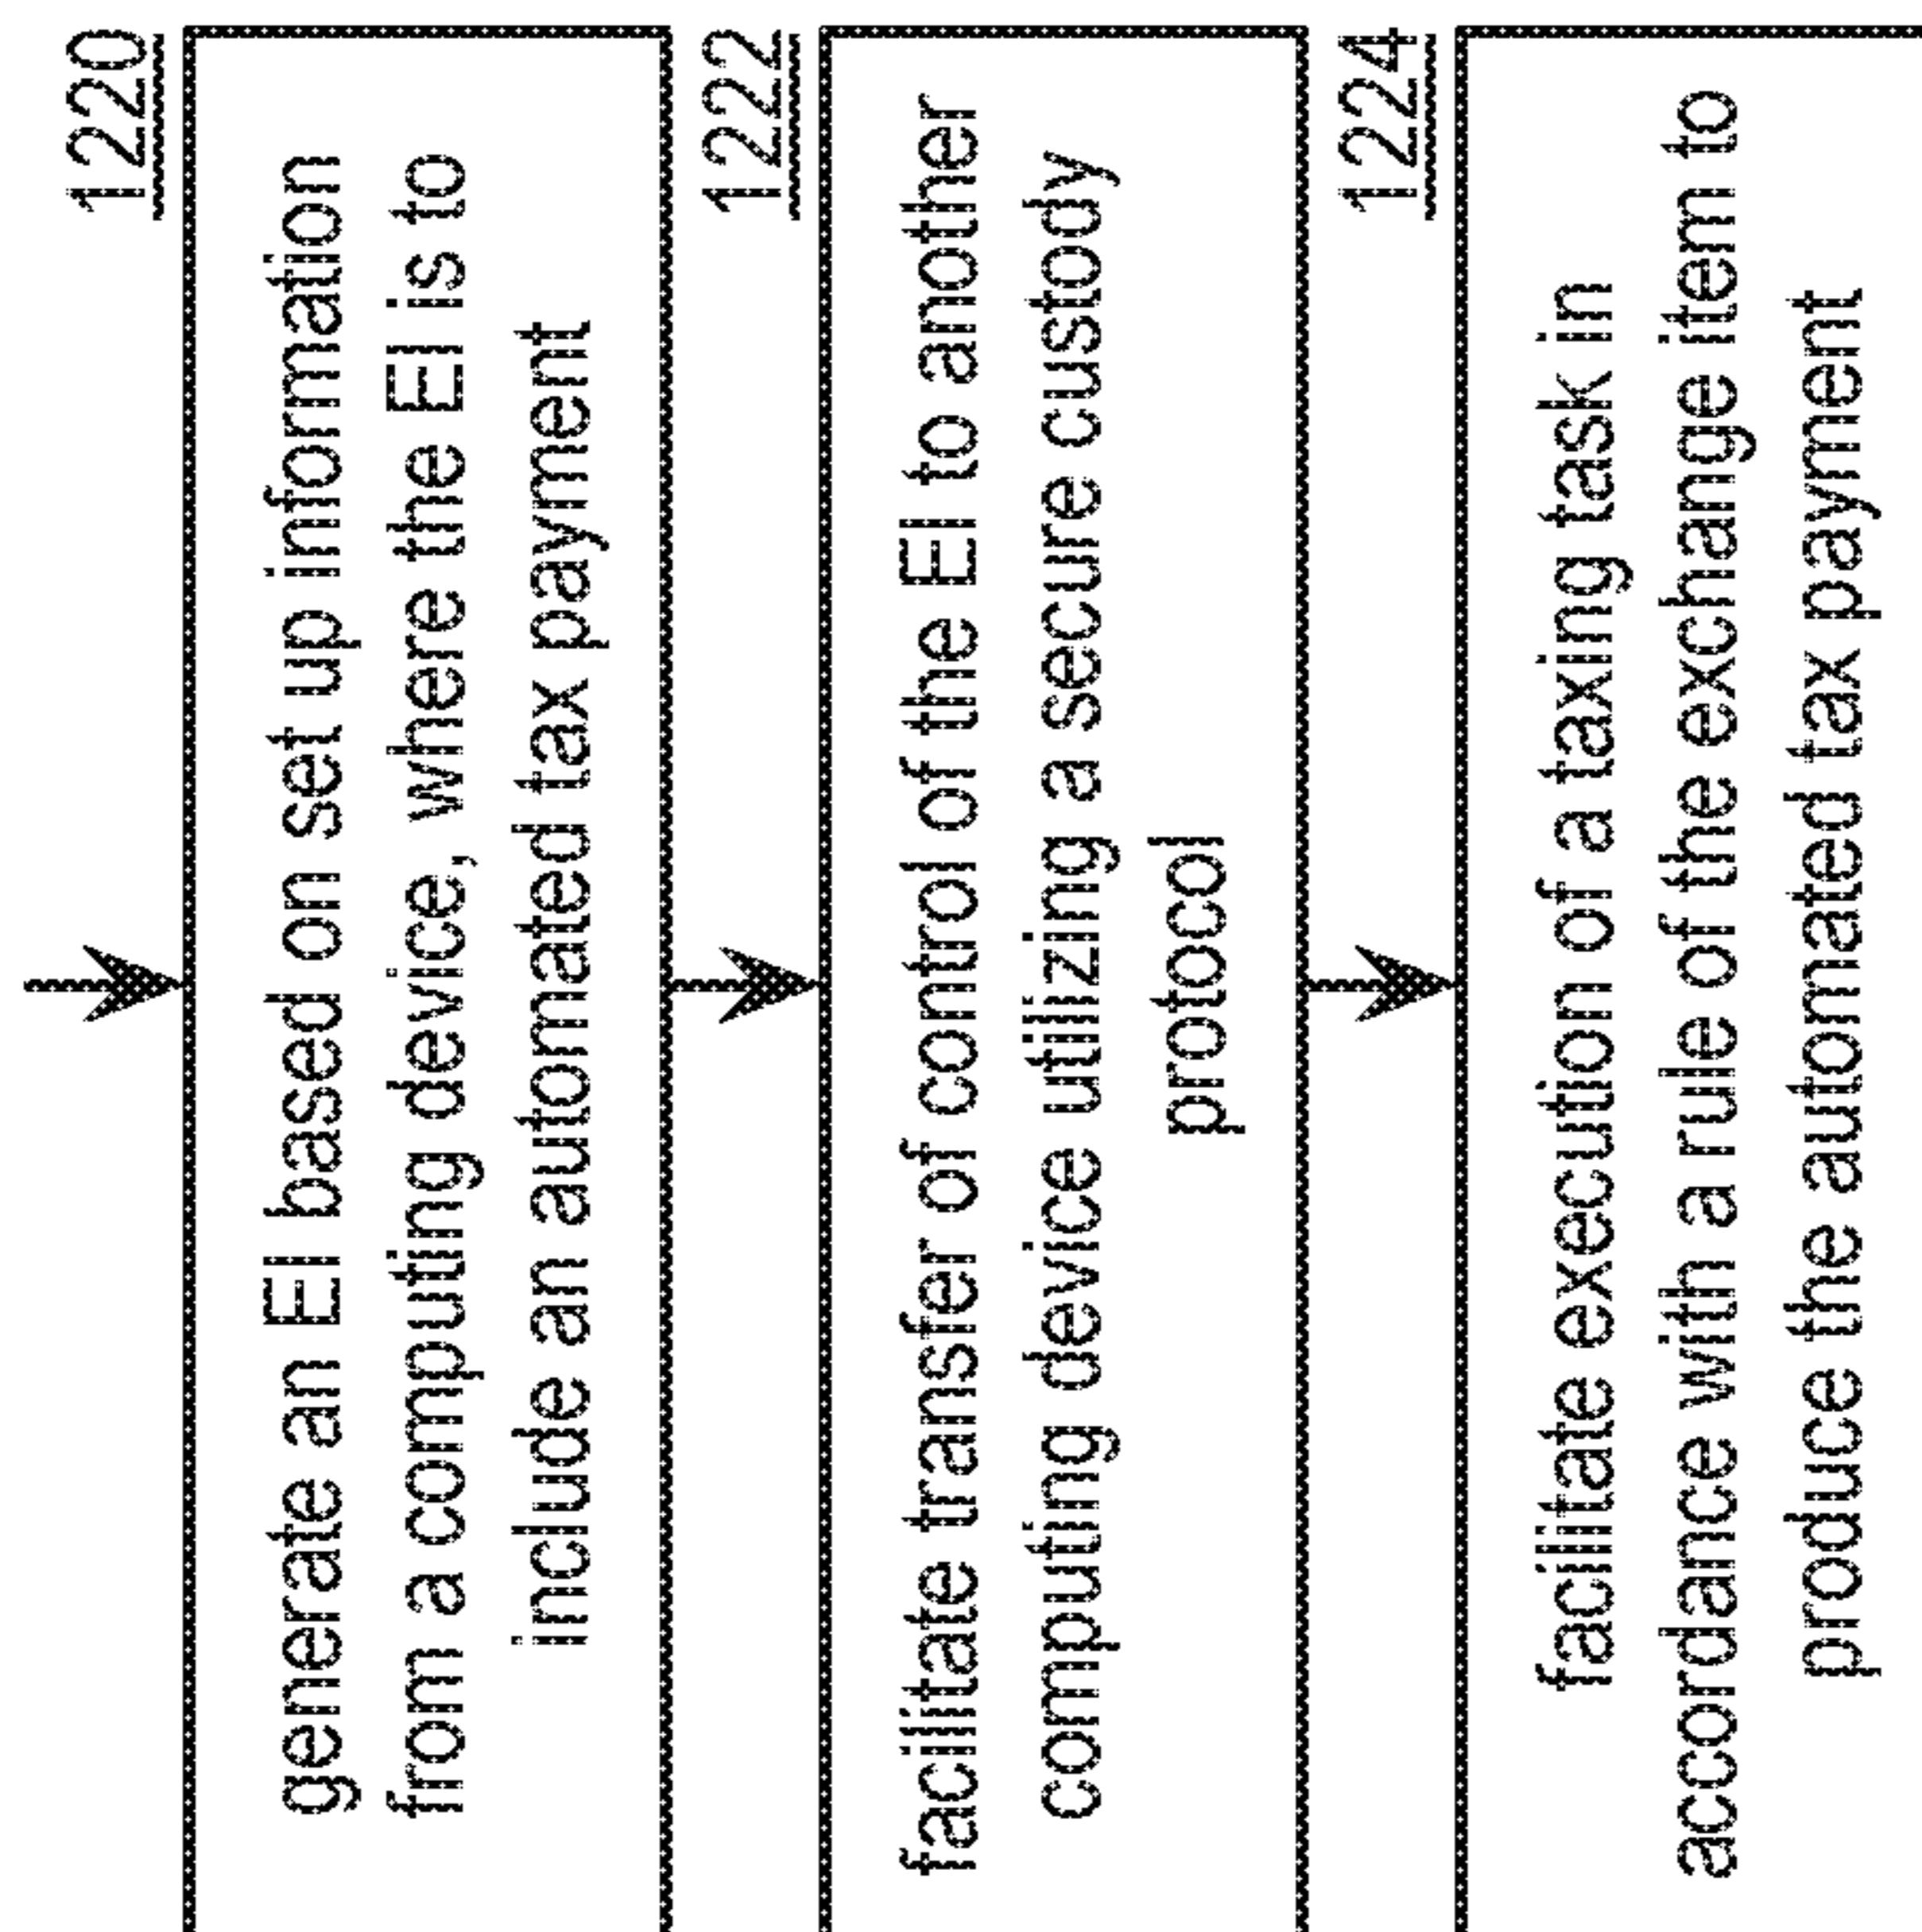 1220
generate an EI based on set up information
from a computing device, where the EI is to
include an automated tax payment
1222
facilitate transfer of control of the EI to another
computing device utilizing a secure custody
protocol
1224
facilitate execution of a taxing task in
accordance with a rule of the exchange item to
produce the automated tax payment